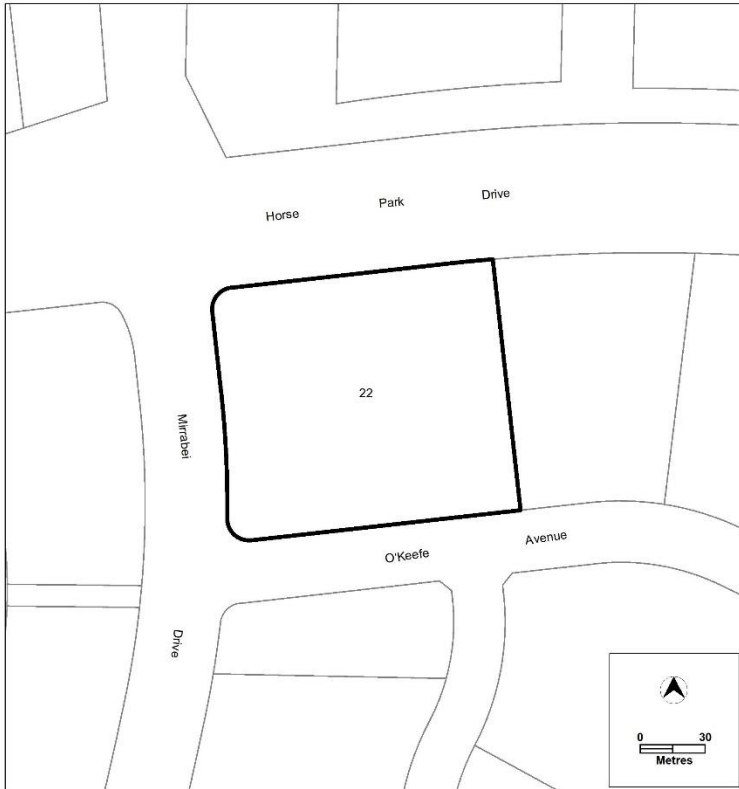 Horse Park Drive
22
Mirrabei
O'Keefe Avenue
Drive
0 30
Metres